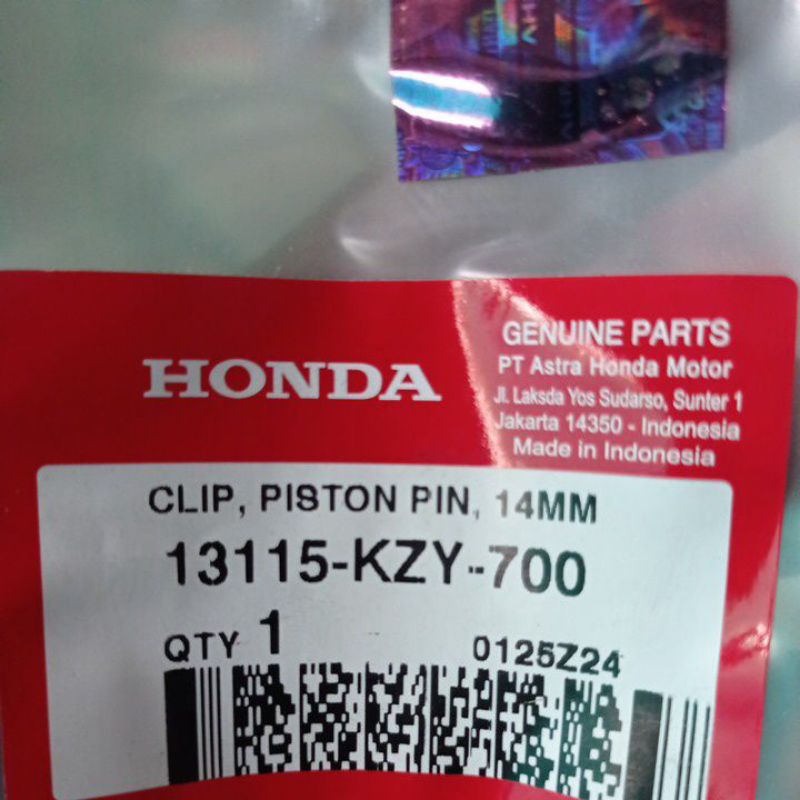 HONDA
GENUINE PARTS
PT Astra Honda Motor
Jl. Laksda Yos Sudarso, Sunter 1
Jakarta 14350 - Indonesia
Made in Indonesia
CLIP, PISTON PIN, 14MM
13115-KZY-700
QTY 1
0125Z24